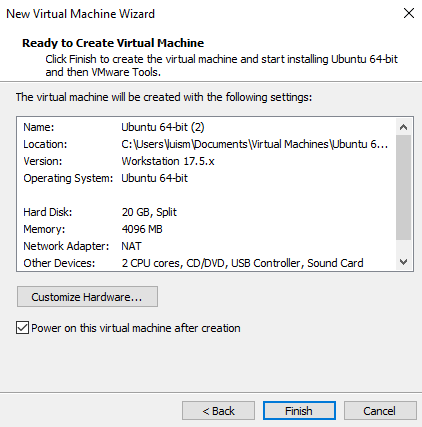 New Virtual Machine Wizard
Ready to Create Virtual Machine
Click Finish to create the virtual machine and start installing Ubuntu 64-bit
and then VMware Tools.
The virtual machine will be created with the following settings:
Name: Ubuntu 64-bit (2)
Location: C:\Users\luism\Documents\Virtual Machines\Ubuntu 6...
Version: Workstation 17.5.x
Operating System: Ubuntu 64-bit
Hard Disk: 20 GB, Split
Memory: 4096 MB
Network Adapter: NAT
Other Devices: 2 CPU cores, CD/DVD, USB Controller, Sound Card
Customize Hardware...
Power on this virtual machine after creation
< Back Finish Cancel